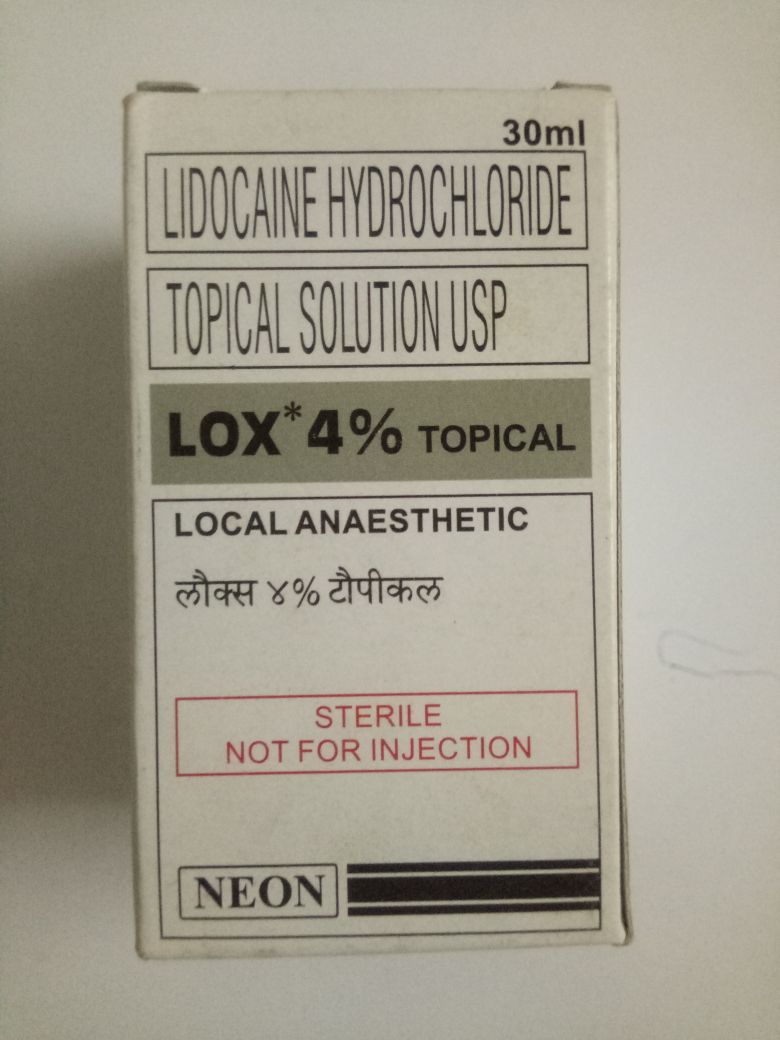 30ml
LIDOCAINE HYDROCHLORIDE
TOPICAL SOLUTION USP
LOX* 4% TOPICAL
LOCAL ANAESTHETIC
लौक्स ४% टौपीकल
STERILE
NOT FOR INJECTION
NEON